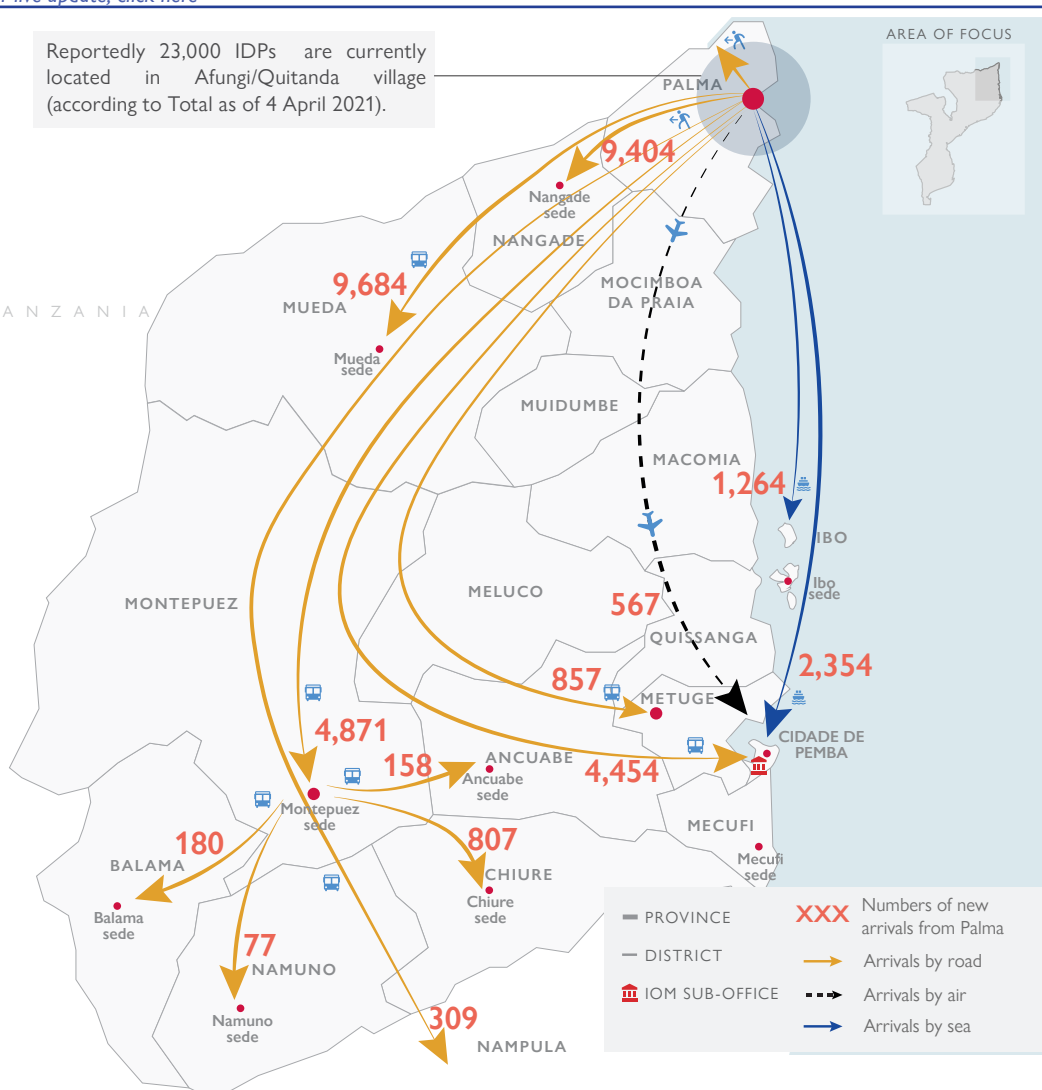 r live update, click here
Reportedly 23,000 IDPs are currently
located in Afungi/Quitanda village
(according to Total as of 4 April 2021).
AREA OF FOCUS
PALMA
9,404
Nangade
sede
NANGADE
9,684
MUEDA
ANZANIA
MOCIMBOA
DA PRAIA
Mueda
sede
MUIDUMBE
MACOMIA
1,264
IBO
Ibo
sede
MONTEPUEZ
MELUCO
567
QUISSANGA
2,354
857
METUGE
4,871
CIDADE DE
PEMBA
158
ANCUABE
Ancuabe
sede
4,454
Montepuez
sede
MECUFI
180
BALAMA
807
CHIURE
Mecufi
sede
Chiure
sede
Balama
sede
77
NAMUNO
Namuno
sede
309
NAMPULA
PROVINCE
DISTRICT
IOM SUB-OFFICE
XXX Numbers of new
arrivals from Palma
Arrivals by road
Arrivals by air
Arrivals by sea